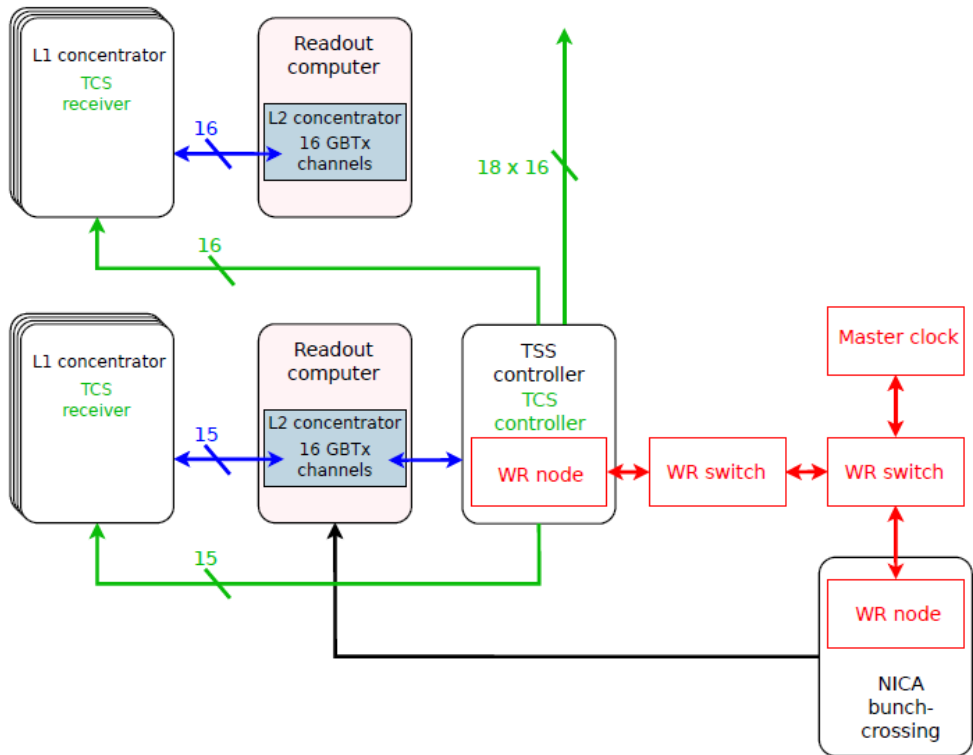 L1 concentrator
TCS
receiver
16
Readout
computer
L2 concentrator
16 GBTx
channels
18 x 16
16
L1 concentrator
TCS
receiver
15
Readout
computer
L2 concentrator
16 GBTx
channels
TSS
controller
TCS
controller
WR node
WR switch
Master clock
WR switch
15
WR node
NICA
bunch-
crossing